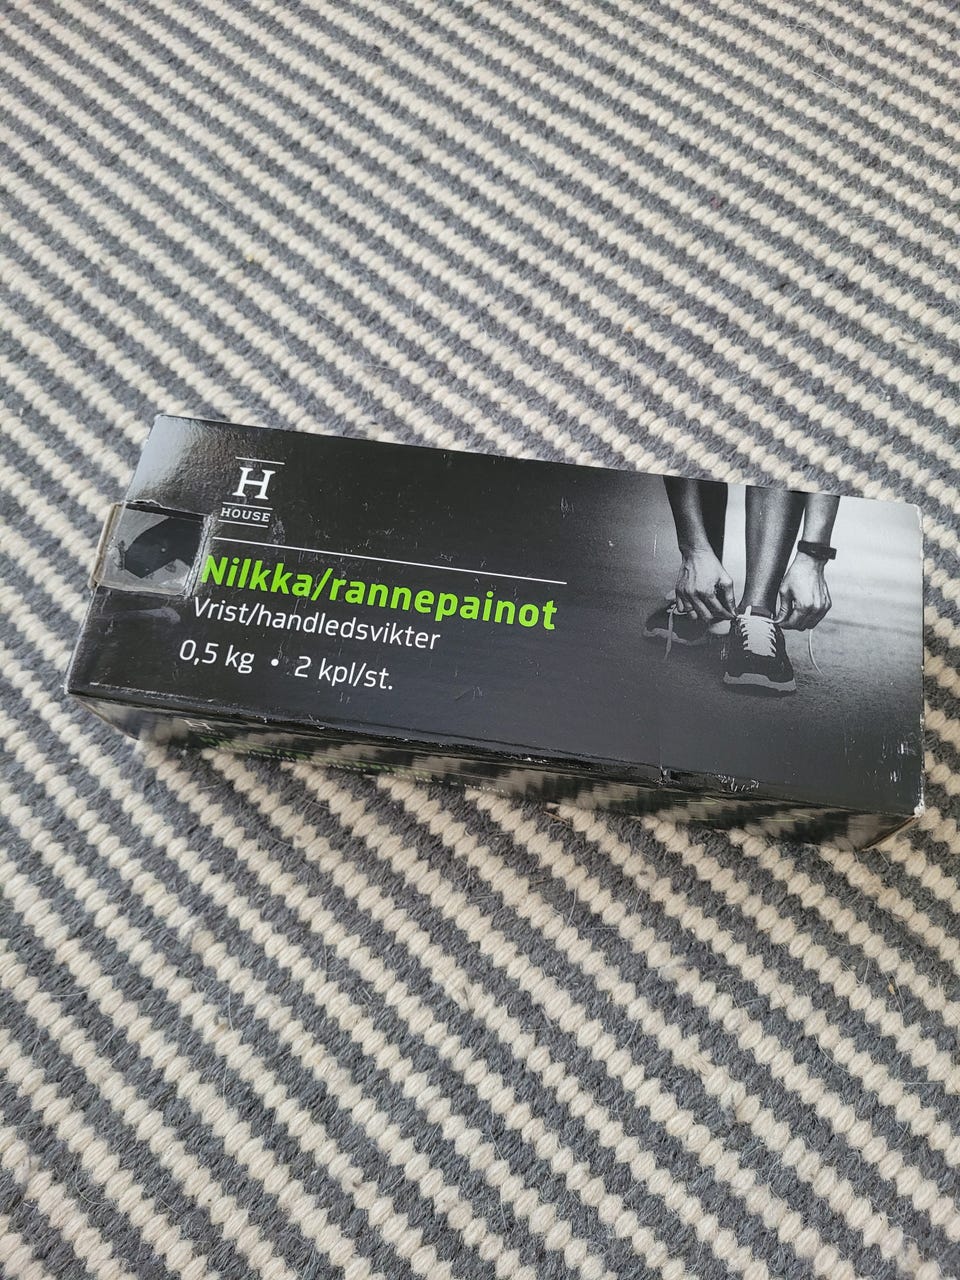 H
HOUSE
Nilkka/rannepainot
Vrist/handledsvikter
0,5 kg • 2 kpl/st.